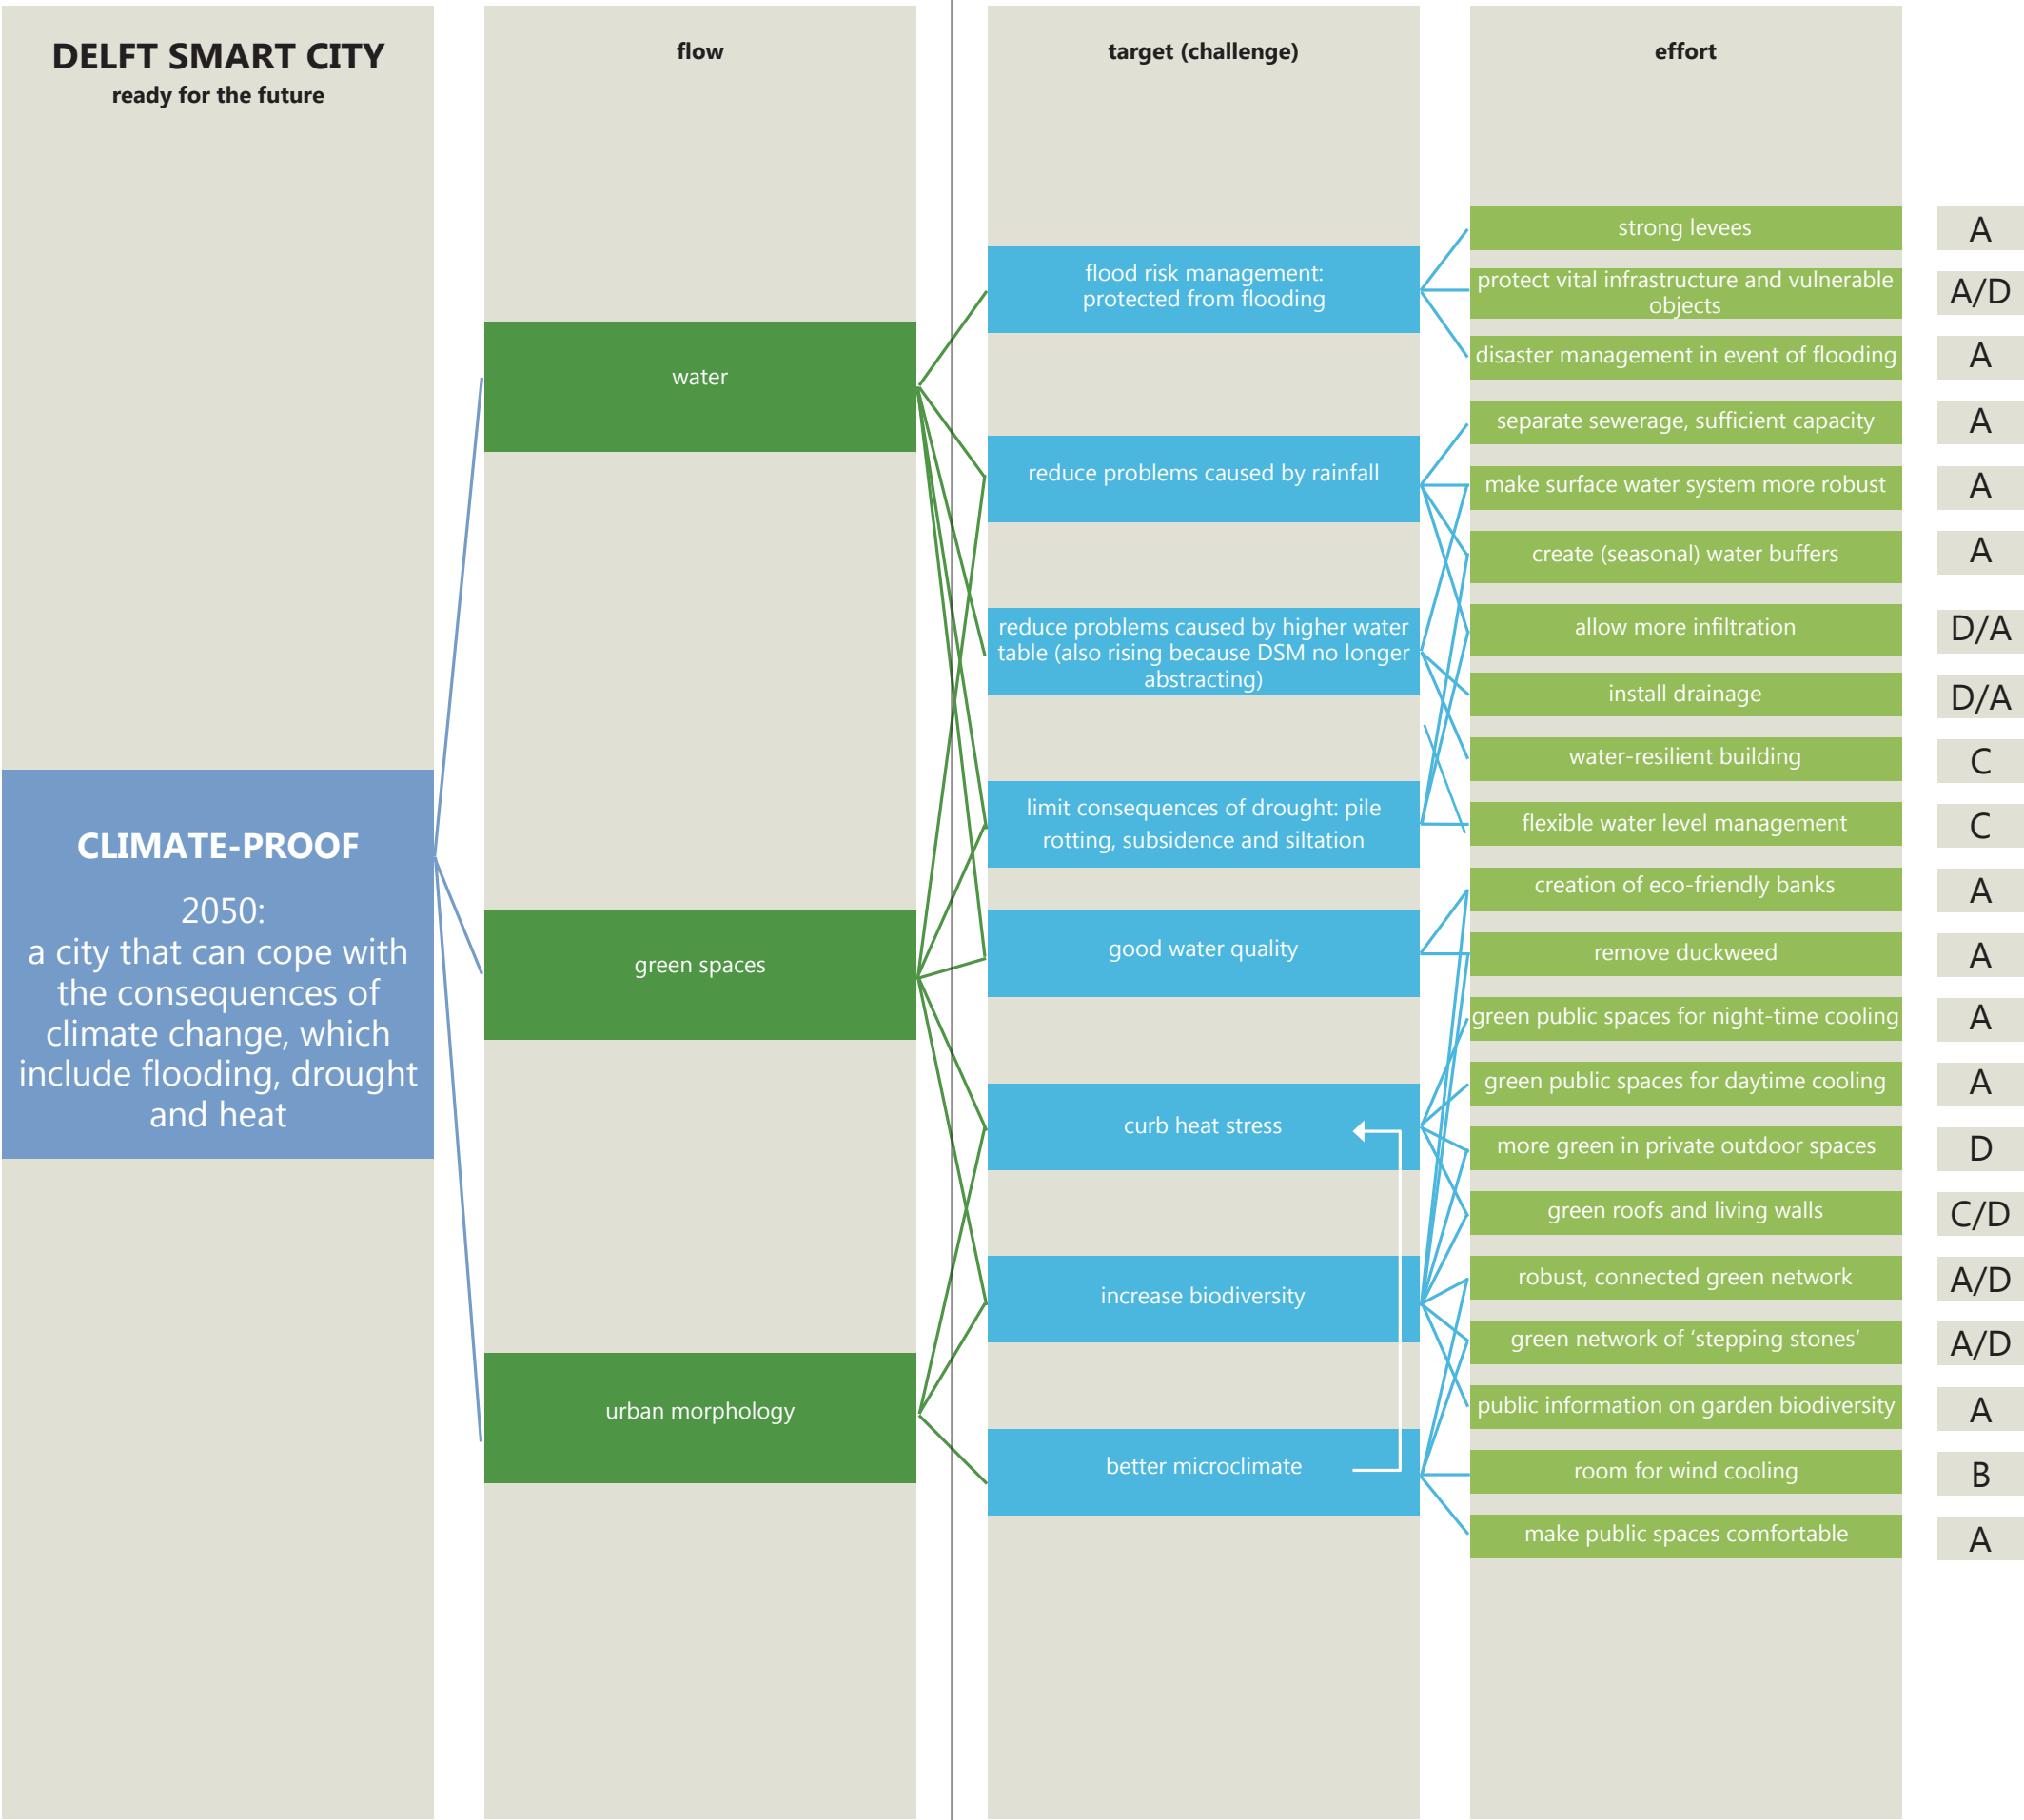 DELFT SMART CITY
ready for the future
CLIMATE-PROOF
2050:
a city that can cope with
the consequences of
climate change, which
include flooding, drought
and heat
flow
water
green spaces
urban morphology
target (challenge)
flood risk management:
protected from flooding
reduce problems caused by rainfall
reduce problems caused by higher water
table (also rising because DSM no longer
abstracting)
limit consequences of drought: pile
rotting, subsidence and siltation
good water quality
curb heat stress
increase biodiversity
better microclimate
effort
strong levees
A
protect vital infrastructure and vulnerable
objects
A/D
disaster management in event of flooding
A
separate sewerage, sufficient capacity
A
make surface water system more robust
A
create (seasonal) water buffers
A
allow more infiltration
D/A
install drainage
D/A
water-resilient building
C
flexible water level management
C
creation of eco-friendly banks
A
remove duckweed
A
green public spaces for night-time cooling
A
green public spaces for daytime cooling
A
more green in private outdoor spaces
D
green roofs and living walls
C/D
robust, connected green network
A/D
green network of ‘stepping stones’
A/D
public information on garden biodiversity
A
room for wind cooling
B
make public spaces comfortable
A